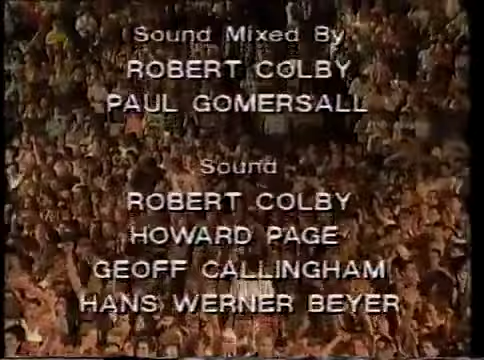 Sound Mixed By
ROBERT COLBY
PAUL GOMERSALL
Sound
ROBERT COLBY
HOWARD PAGE
GEOFF CALLINGHAM
HANS WERNER BEYER